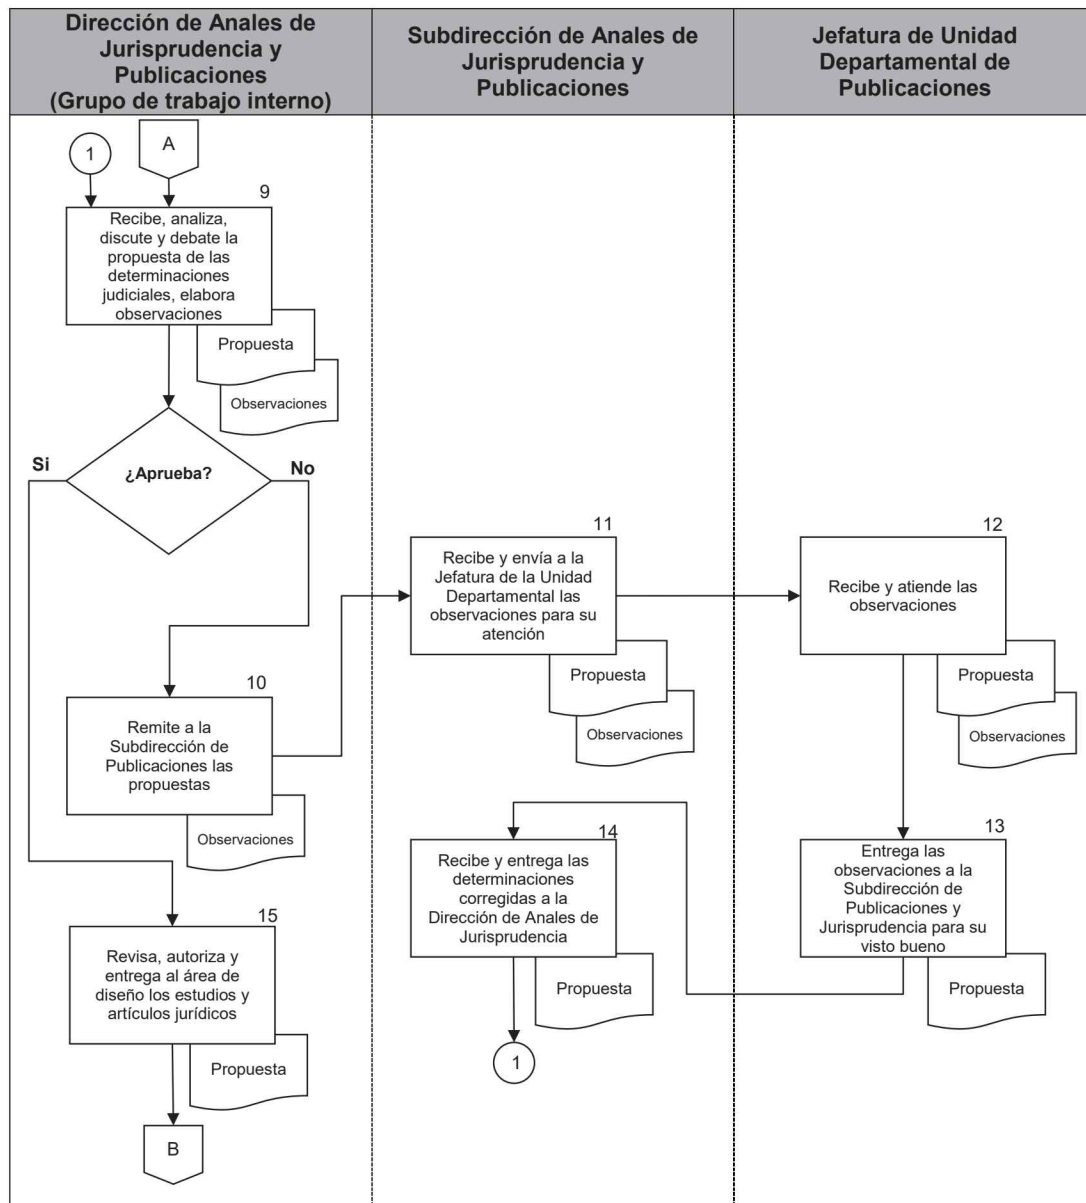 Dirección de Anales de
Jurisprudencia y
Publicaciones
(Grupo de trabajo interno)
Subdirección de Anales de
Jurisprudencia y
Publicaciones
Jefatura de Unidad
Departamental de
Publicaciones
1
A
9
Recibe, analiza,
discute y debate la
propuesta de las
determinaciones
judiciales, elabora
observaciones
Propuesta
Observaciones
Si
¿Aprueba?
No
11
Recibe y envía a la
Jefatura de la Unidad
Departamental las
observaciones para su
atención
Propuesta
Observaciones
12
Recibe y atiende las
observaciones
Propuesta
Observaciones
10
Remite a la
Subdirección de
Publicaciones las
propuestas
Observaciones
14
Recibe y entrega las
determinaciones
corregidas a la
Dirección de Anales de
Jurisprudencia
Propuesta
1
13
Entrega las
observaciones a la
Subdirección de
Publicaciones y
Jurisprudencia para su
visto bueno
Propuesta
15
Revisa, autoriza y
entrega al área de
diseño los estudios y
artículos jurídicos
Propuesta
B